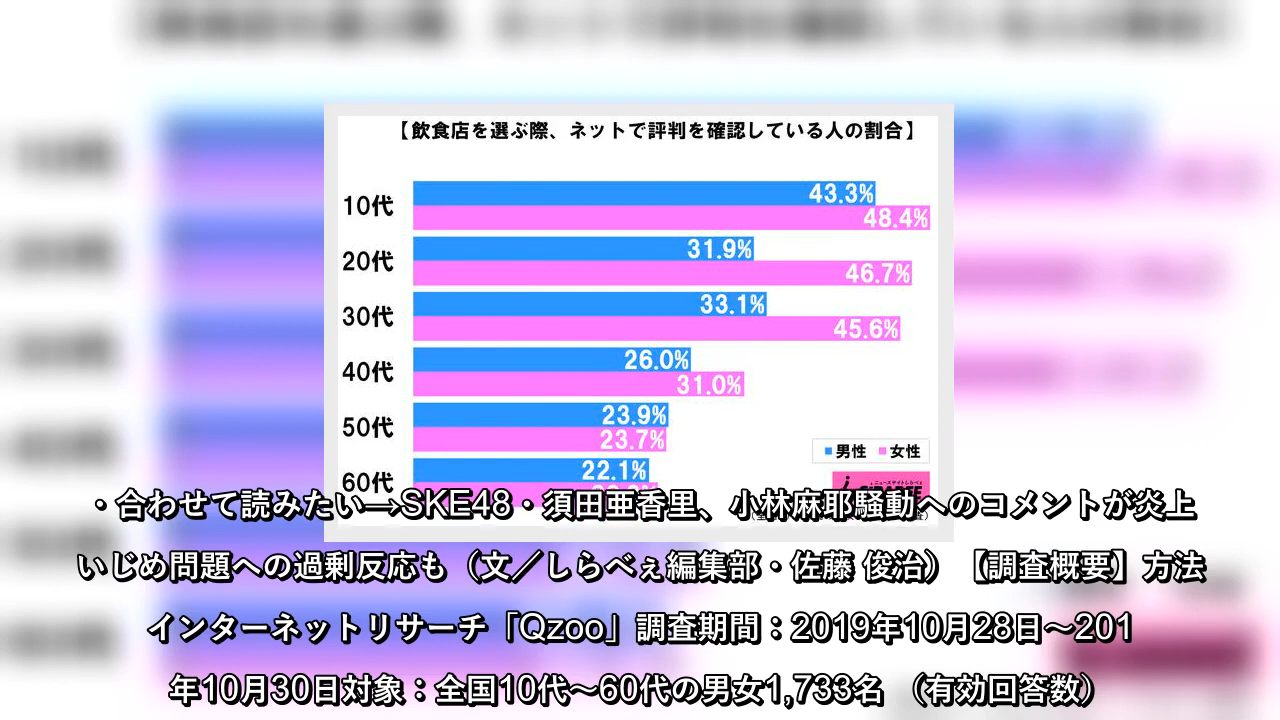 【飲食店を選ぶ際、ネットで評判を確認している人の割合】
10代
43.3%
48.4%
20代
31.9%
46.7%
30代
33.1%
45.6%
40代
26.0%
31.0%
50代
23.9%
23.7%
60代
22.1%
男性 女性
・合わせて読みたい→SKE48・須田亜香里、小林麻耶騒動へのコメントが炎上
いじめ問題への過剰反応も（文／しらべぇ編集部・佐藤 俊治）【調査概要】方法
インターネットリサーチ「Qzoo」調査期間：2019年10月28日～201
年10月30日対象：全国10代～60代の男女1,733名 （有効回答数）